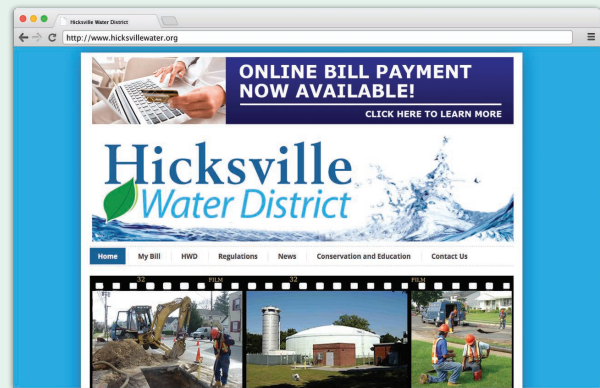 Hicksville Water District
http://www.hicksvillewater.org
ONLINE BILL PAYMENT
NOW AVAILABLE!
CLICK HERE TO LEARN MORE
Hicksville
Water District
Home My Bill HWD Regulations News Conservation and Education Contact Us
32 FILM 32 FILM